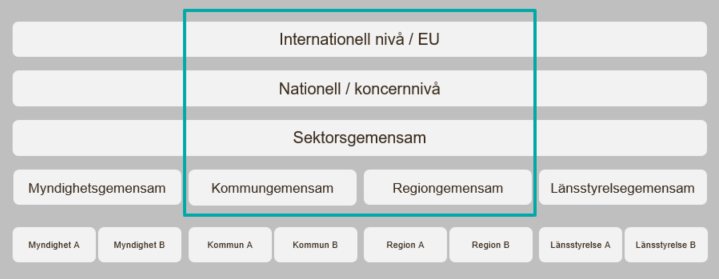 Internationell nivå / EU
Nationell / koncernnivå
Sektorsgemensam
Myndighetsgemensam Kommungemensam Regiongemensam Länsstyrelsegemensam
Myndighet A Myndighet B Kommun A Kommun B Region A Region B Länsstyrelse A Länsstyrelse B